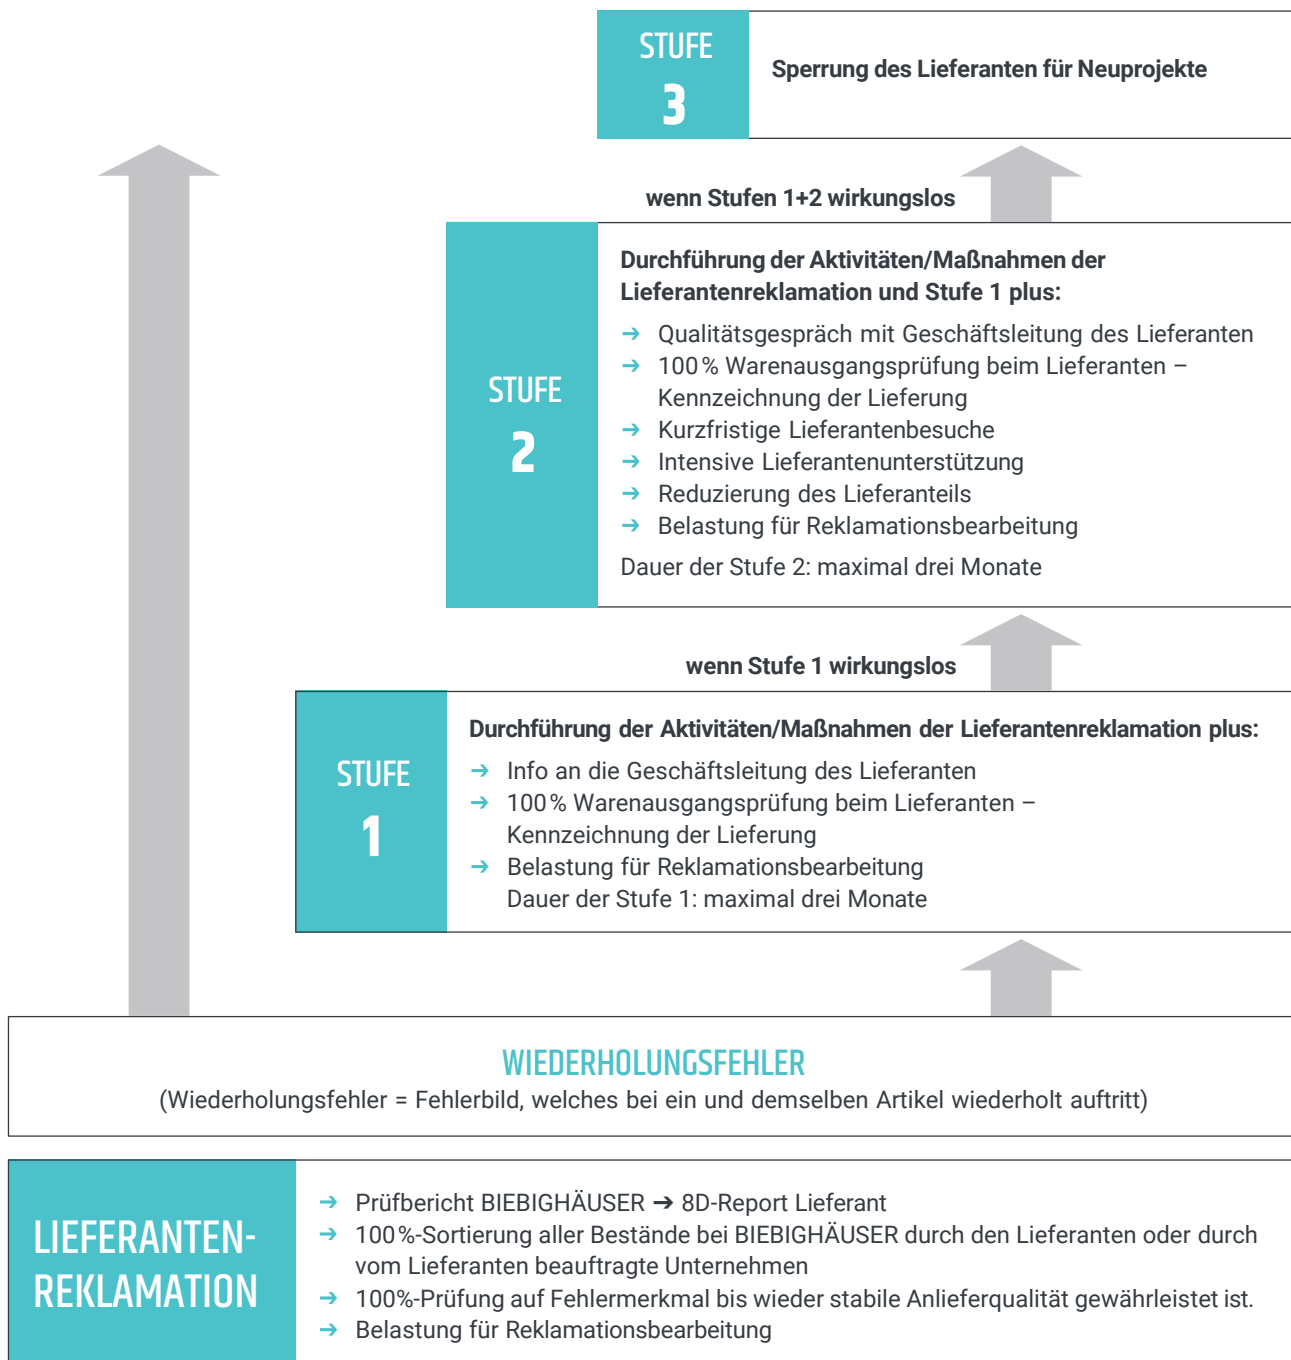 STUFE
3
Sperrung des Lieferanten für Neuprojekte
wenn Stufen 1+2 wirkungslos
STUFE
2
Durchführung der Aktivitäten/Maßnahmen der
Lieferantenreklamation und Stufe 1 plus:
➔ Qualitätsgespräch mit Geschäftsleitung des Lieferanten
➔ 100 % Warenausgangsprüfung beim Lieferanten –
Kennzeichnung der Lieferung
➔ Kurzfristige Lieferantenbesuche
➔ Intensive Lieferantenunterstützung
➔ Reduzierung des Lieferanteils
➔ Belastung für Reklamationsbearbeitung
Dauer der Stufe 2: maximal drei Monate
wenn Stufe 1 wirkungslos
STUFE
1
Durchführung der Aktivitäten/Maßnahmen der Lieferantenreklamation plus:
➔ Info an die Geschäftsleitung des Lieferanten
➔ 100 % Warenausgangsprüfung beim Lieferanten –
Kennzeichnung der Lieferung
➔ Belastung für Reklamationsbearbeitung
Dauer der Stufe 1: maximal drei Monate
WIEDERHOLUNGSFEHLER
(Wiederholungsfehler = Fehlerbild, welches bei ein und demselben Artikel wiederholt auftritt)
LIEFERANTEN-
REKLAMATION
➔ Prüfbericht BIEBIGHÄUSER ➔ 8D-Report Lieferant
➔ 100 %-Sortierung aller Bestände bei BIEBIGHÄUSER durch den Lieferanten oder durch
vom Lieferanten beauftragte Unternehmen
➔ 100%-Prüfung auf Fehlermerkmal bis wieder stabile Anlieferqualität gewährleistet ist.
➔ Belastung für Reklamationsbearbeitung